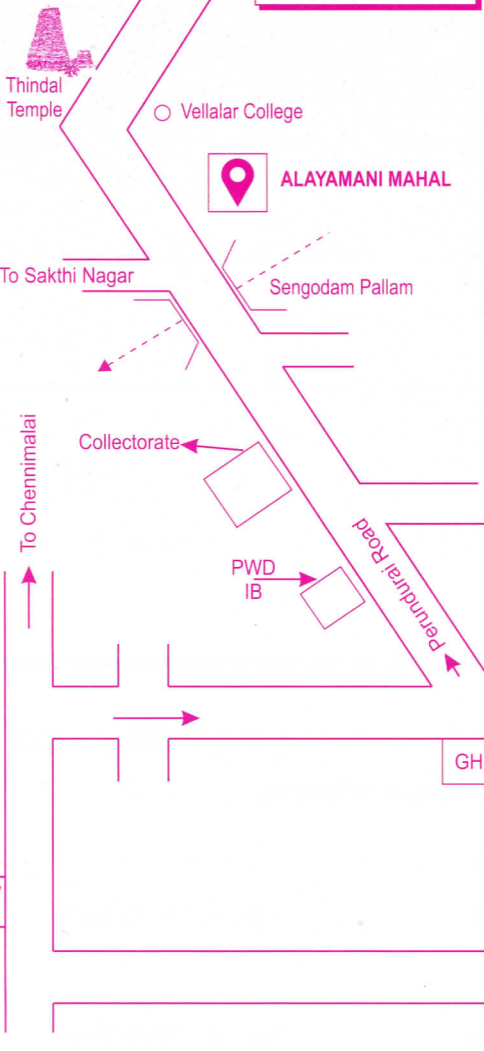 Thindal
Temple
Vellalar College
ALAYAMANI MAHAL
To Sakthi Nagar
Sengodam Pallam
Collectorate
To Chennimalai
Perundurai Road
PWD
IB
GH